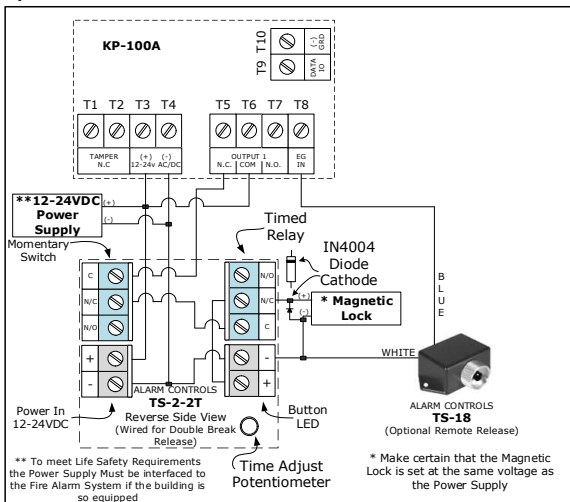 KP-100A
T10
(-)
GRD
T9
DATA
IO
T1 T2 T3 T4 T5 T6 T7 T8
TAMPER
N.C
(+) (-)
12-24v AC/DC
OUTPUT 1
N.C. COM N.O.
EG
IN
**12-24VDC
Power
Supply
(+)
(-)
Momentary
Switch
Timed
Relay
IN4004
Diode
Cathode
C
N/C
N/O
+
-
N/O
N/C
C
-
+
(+)
(-)
* Magnetic
Lock
BLUE
WHITE
ALARM CONTROLS
TS-2-2T
Reverse Side View
(Wired for Double Break
Release)
Power In
12-24VDC
Button
LED
Time Adjust
Potentiometer
ALARM CONTROLS
TS-18
(Optional Remote Release)
** To meet Life Safety Requirements
the Power Supply Must be interfaced to
the Fire Alarm System if the building is
so equipped
* Make certain that the Magnetic
Lock is set at the same voltage as
the Power Supply